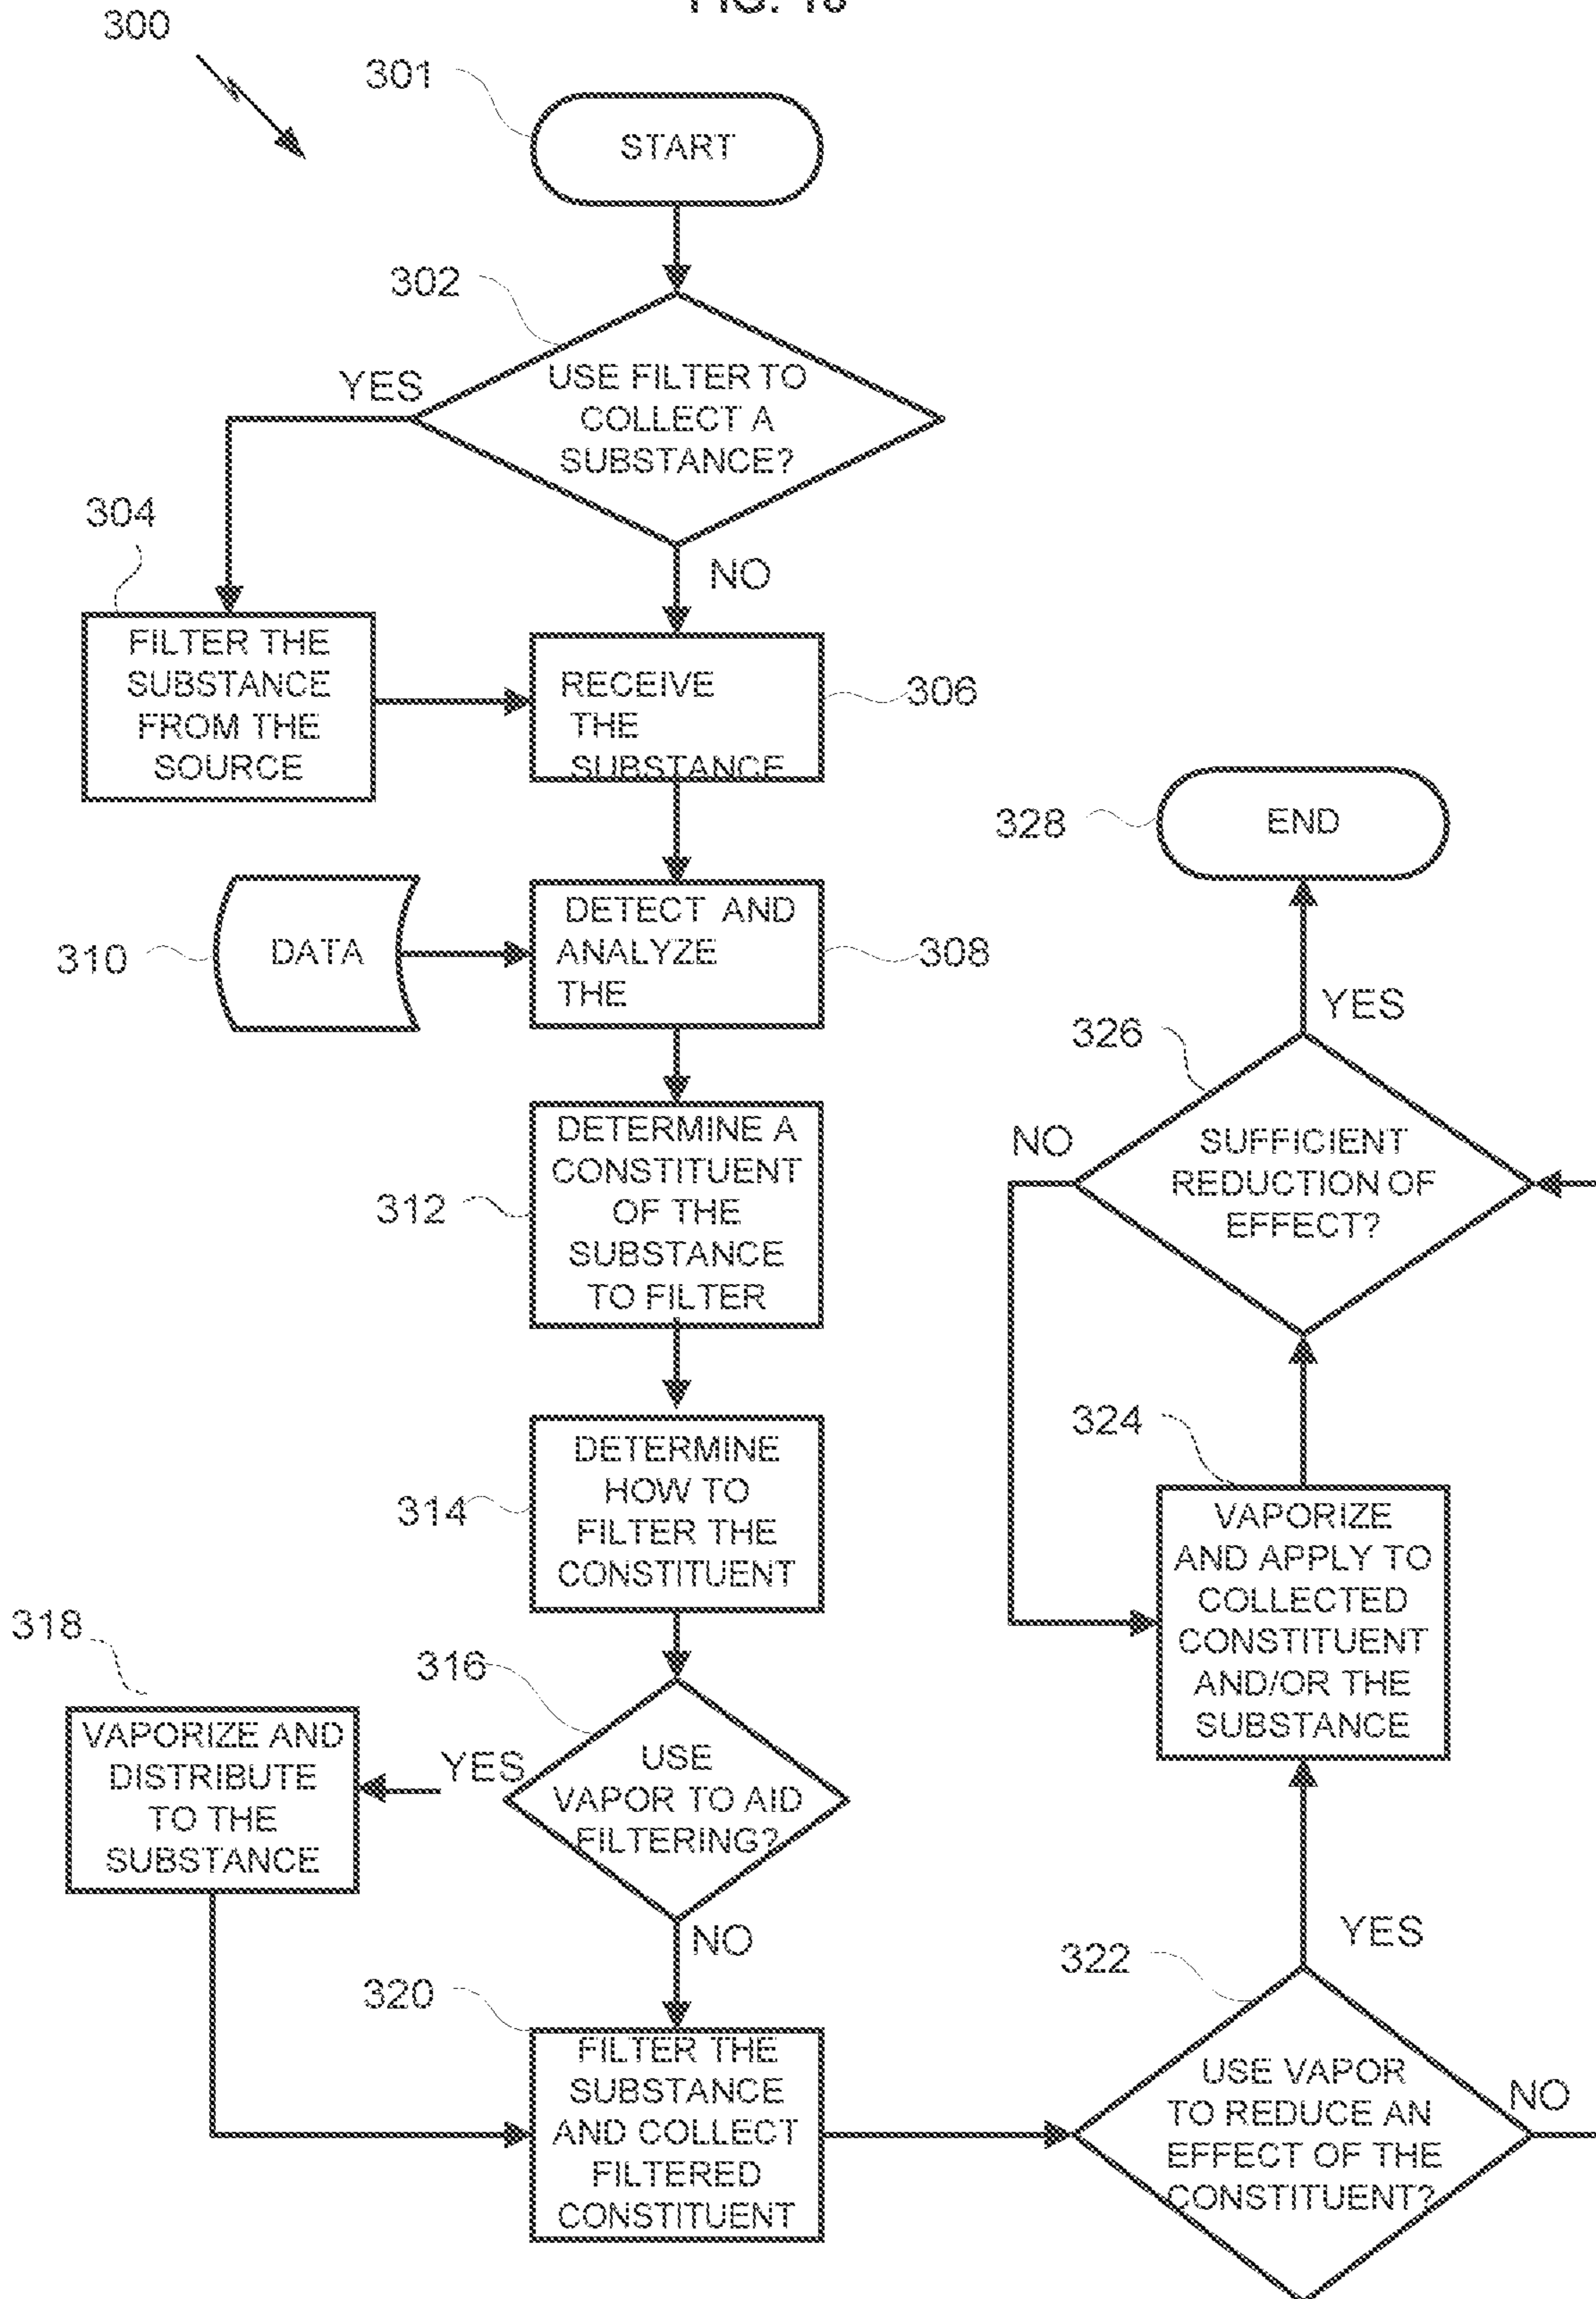 300
301
START
302
USE FILTER TO
COLLECT A
SUBSTANCE?
YES
NO
304
FILTER THE
SUBSTANCE
FROM THE
SOURCE
RECEIVE
THE
SUBSTANCE
306
310
DATA
DETECT AND
ANALYZE
THE
308
312
DETERMINE A
CONSTITUENT
OF THE
SUBSTANCE
TO FILTER
314
DETERMINE
HOW TO
FILTER THE
CONSTITUENT
316
USE
VAPOR TO AID
FILTERING?
YES
NO
318
VAPORIZE AND
DISTRIBUTE
TO THE
SUBSTANCE
320
FILTER THE
SUBSTANCE
AND COLLECT
FILTERED
CONSTITUENT
322
USE VAPOR
TO REDUCE AN
EFFECT OF THE
CONSTITUENT?
YES
NO
324
VAPORIZE
AND APPLY TO
COLLECTED
CONSTITUENT
AND/OR THE
SUBSTANCE
326
SUFFICIENT
REDUCTION OF
EFFECT?
NO
YES
328
END